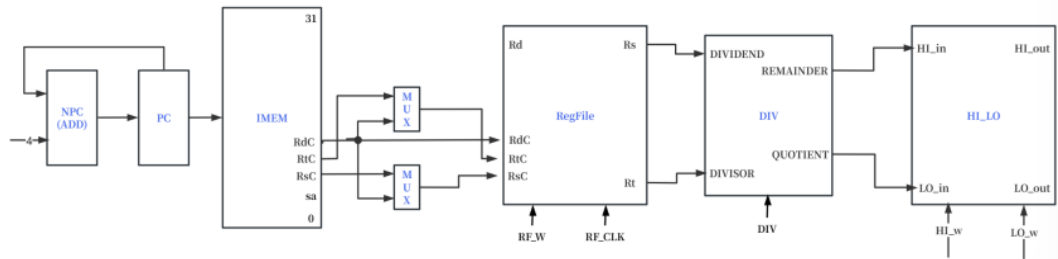 NPC
(ADD)
4
PC
IMEM
31
RdC
RtC
RsC
sa
0
M
U
X
M
U
X
Rd
Rs
RegFile
RdC
RtC
RsC
Rt
RF_W
RF_CLK
DIVIDEND
REMAINDER
DIV
QUOTIENT
DIVISOR
DIV
HI_in
HI_out
HI_LO
LO_in
LO_out
HI_w
LO_w